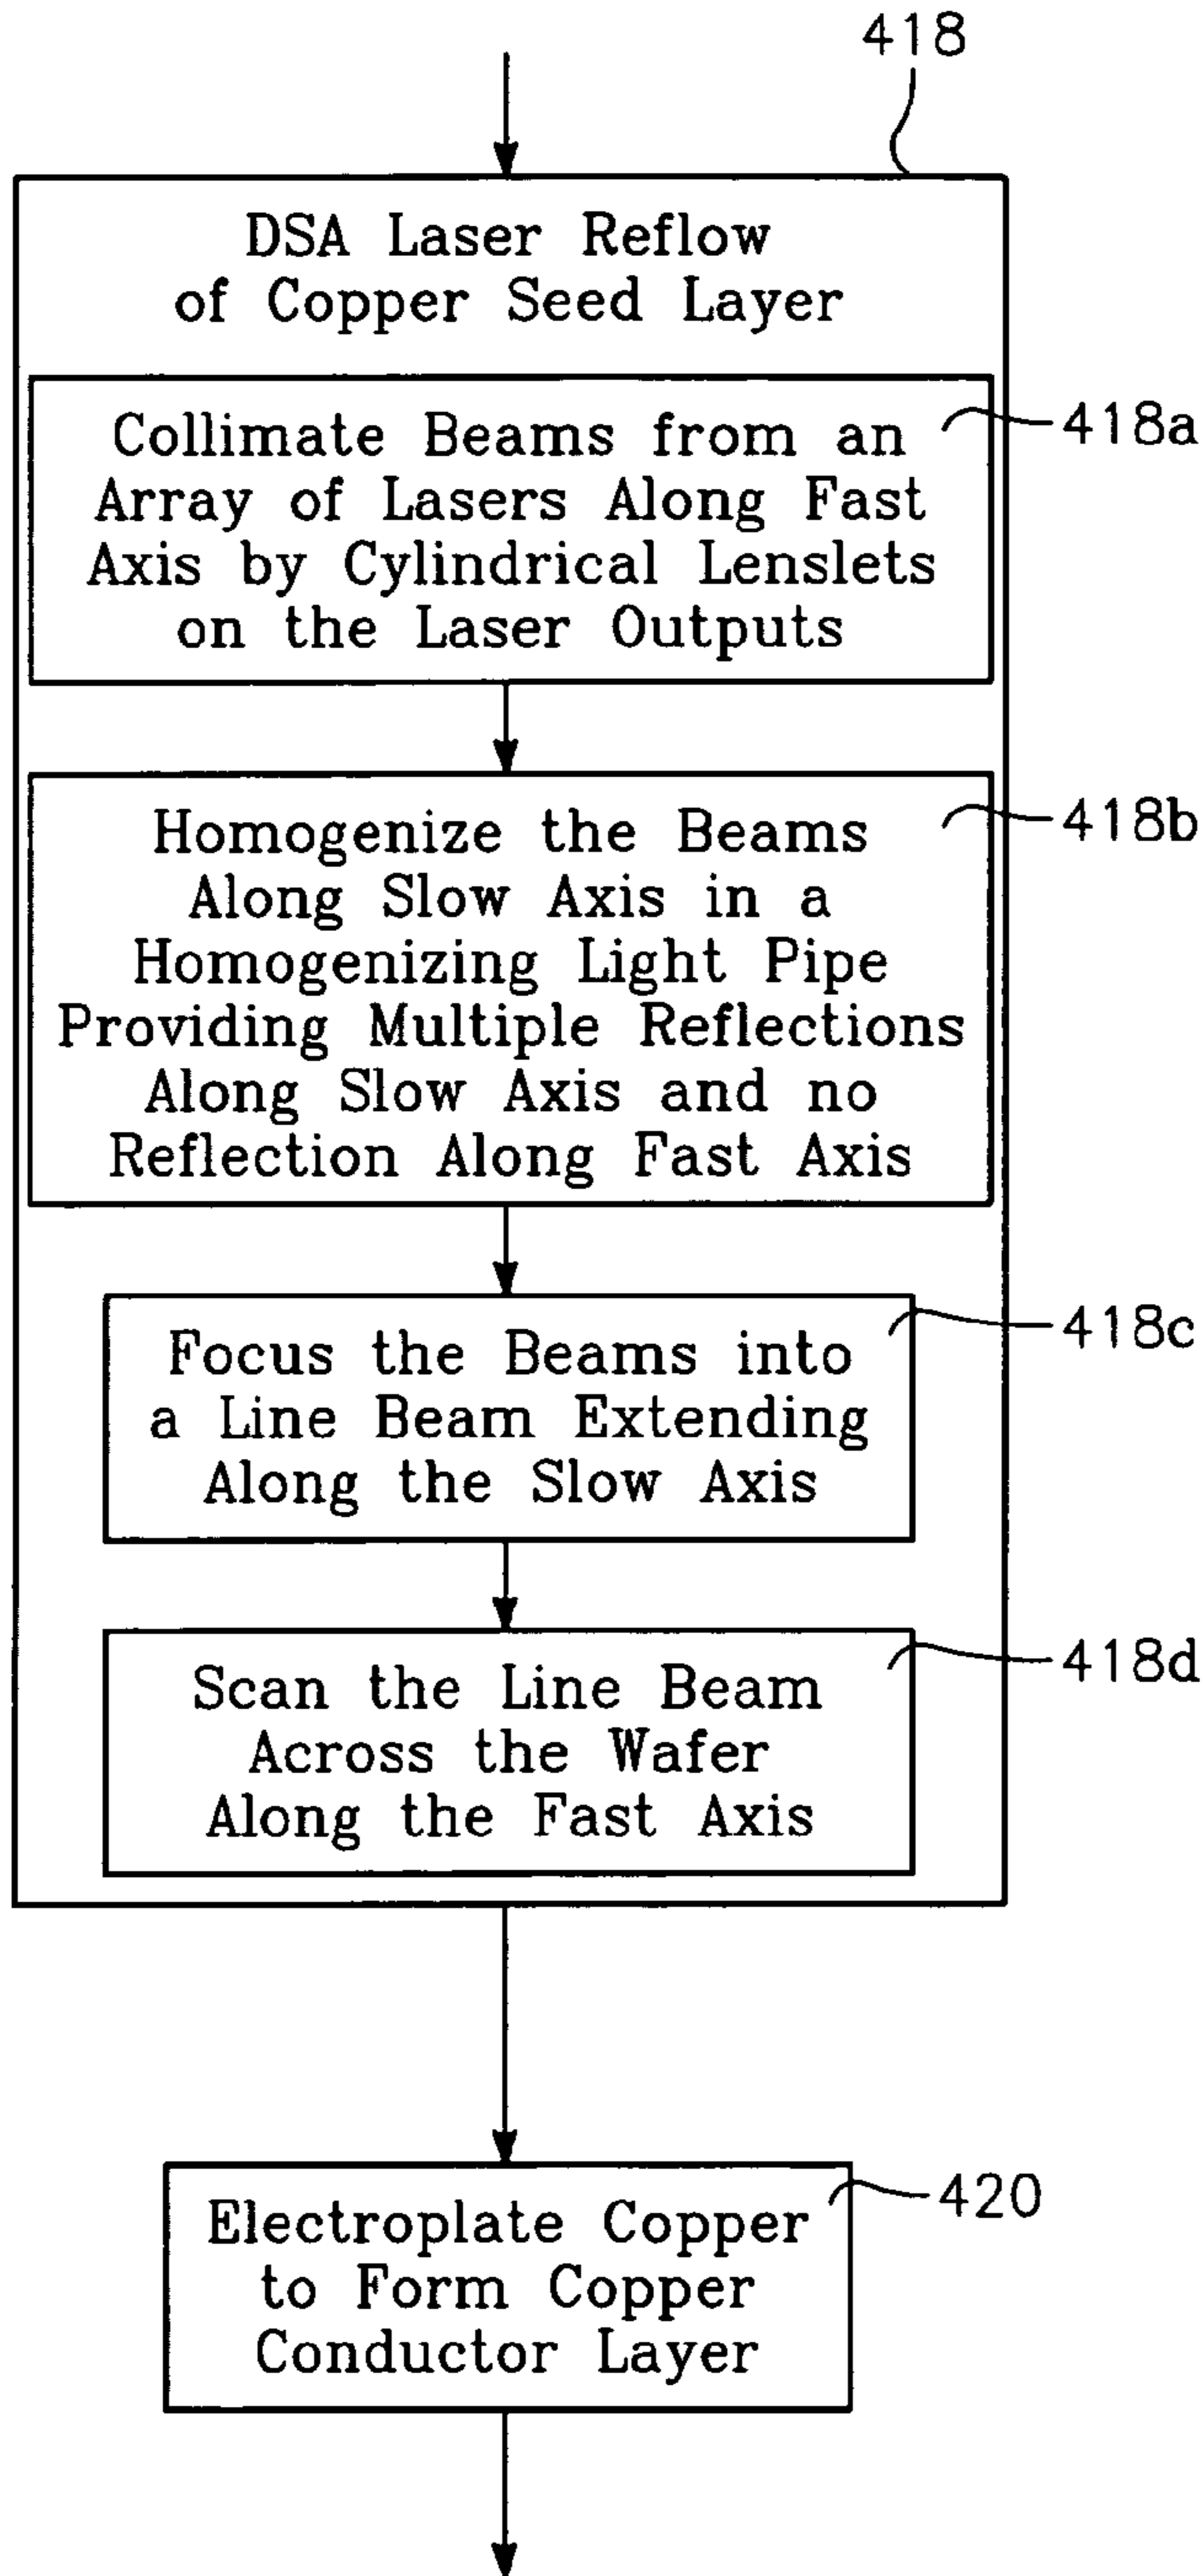 418
DSA Laser Reflow
of Copper Seed Layer
Collimate Beams from an
Array of Lasers Along Fast
Axis by Cylindrical Lenslets
on the Laser Outputs
418a
Homogenize the Beams
Along Slow Axis in a
Homogenizing Light Pipe
Providing Multiple Reflections
Along Slow Axis and no
Reflection Along Fast Axis
418b
Focus the Beams into
a Line Beam Extending
Along the Slow Axis
418c
Scan the Line Beam
Across the Wafer
Along the Fast Axis
418d
Electroplate Copper
to Form Copper
Conductor Layer
420